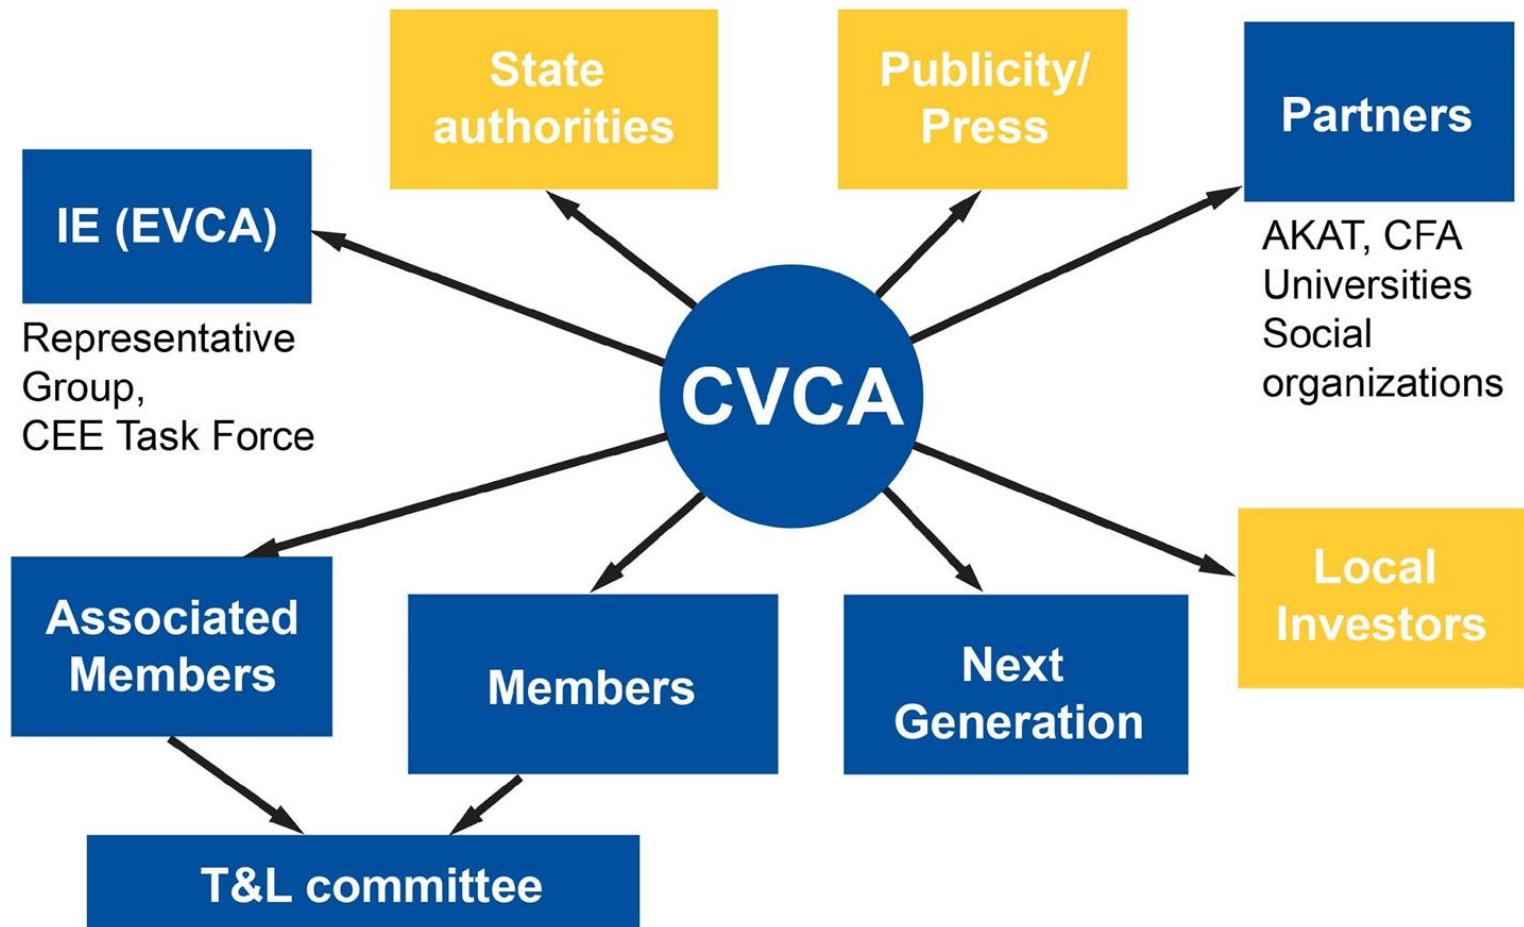 State
authorities
Publicity/
Press
Partners
IE (EVCA)
AKAT, CFA
Universities
Social
organizations
Representative
Group,
CEE Task Force
CVCA
Associated
Members
Members
Next
Generation
Local
Investors
T&L committee